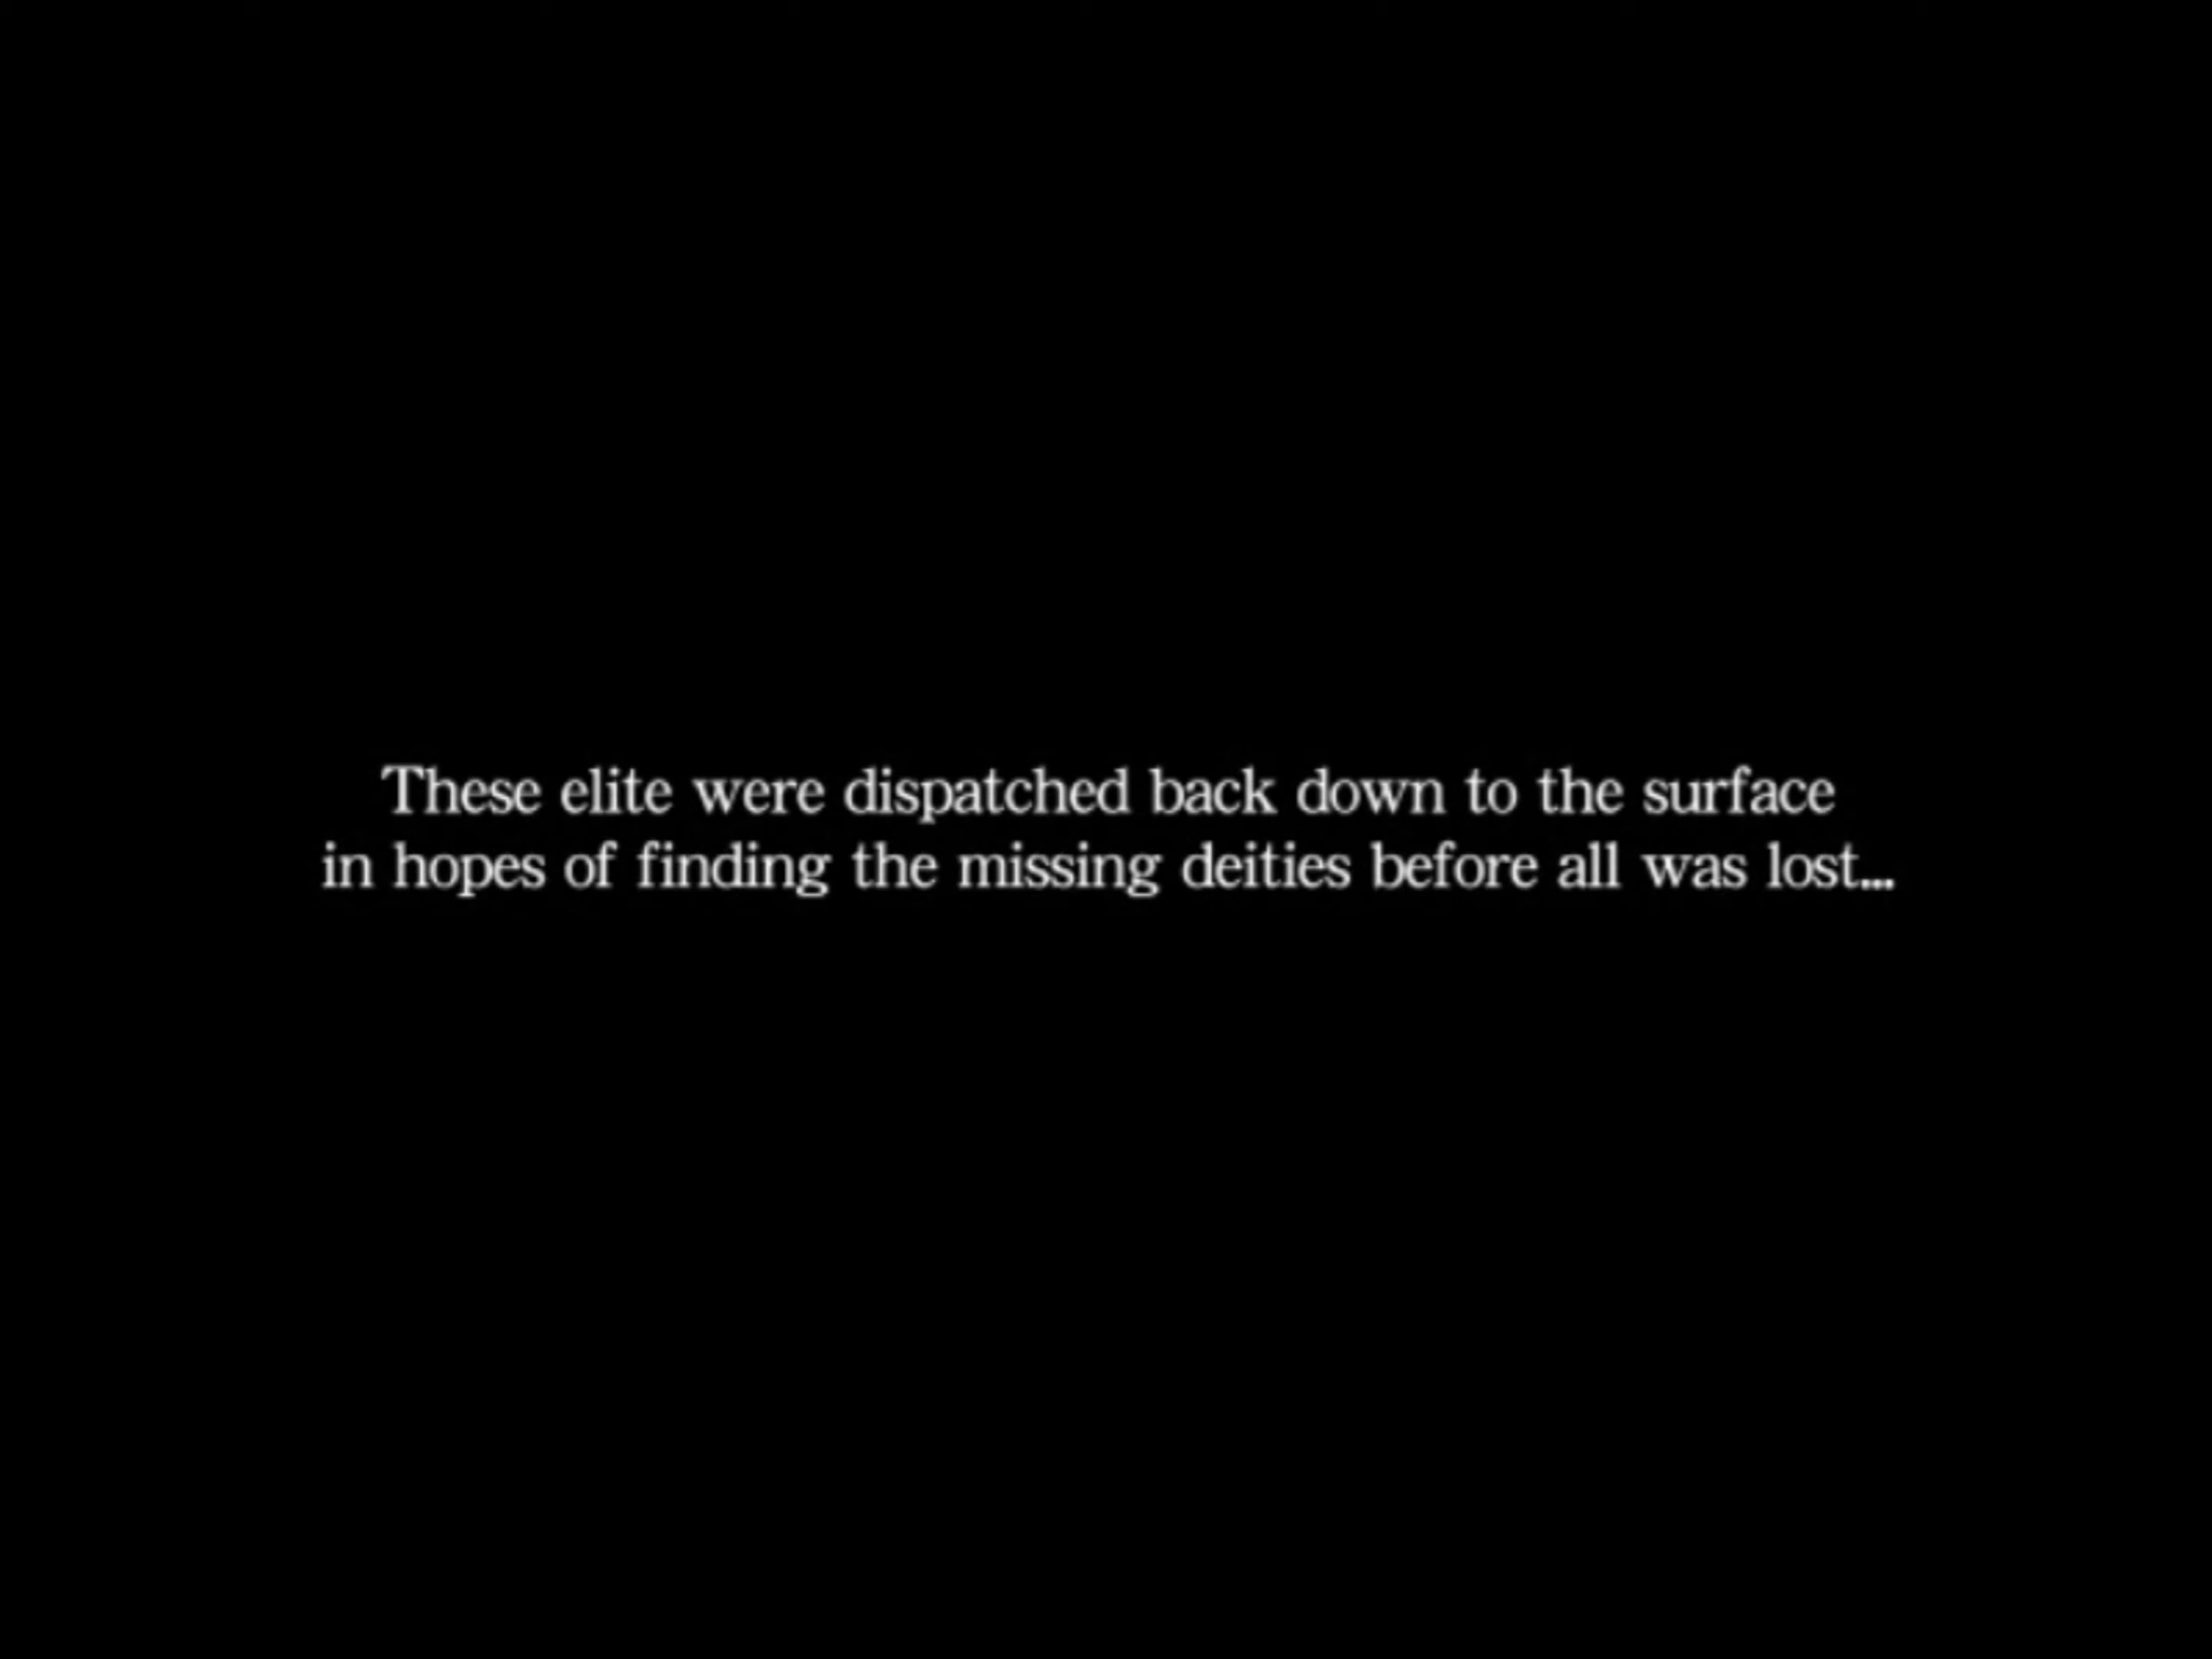 These elite were dispatched back down to the surface
in hopes of finding the missing deities before all was lost...